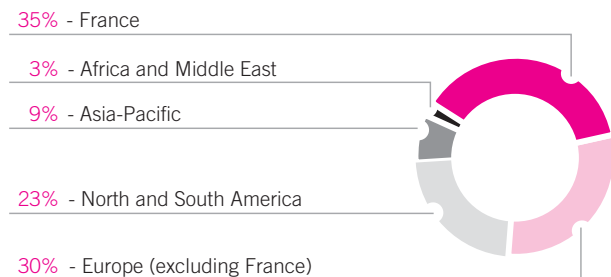 35% - France
3% - Africa and Middle East
9% - Asia-Pacific
23% - North and South America
30% - Europe (excluding France)